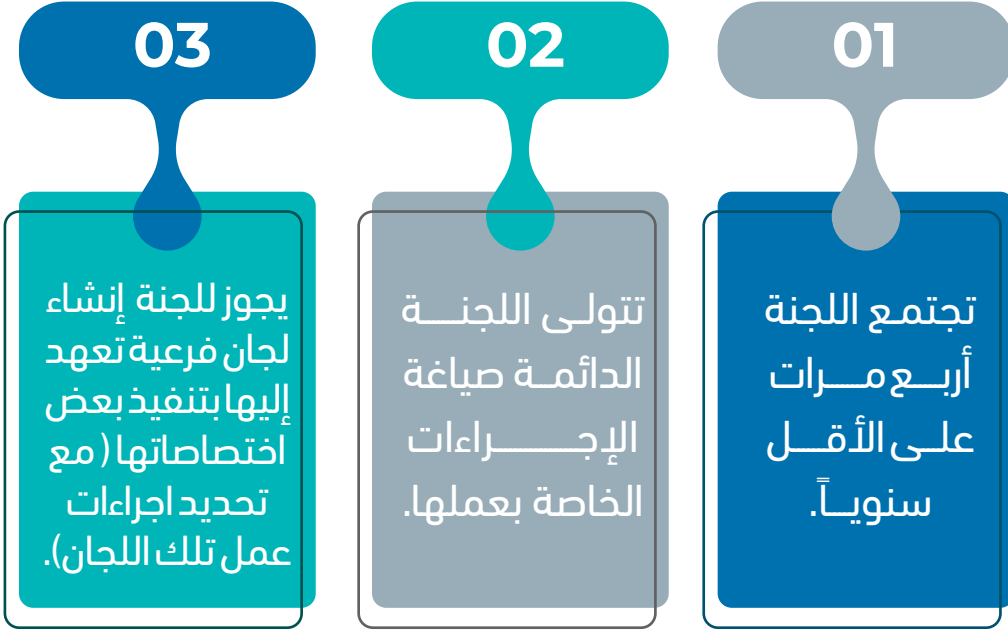 01
تجتمع اللجنة
أربع مرات
على الأقل
سنوياً.
02
تتولى اللجنة
الدائمة صياغة
الإجراءات
الخاصة بعملها.
03
يجوز للجنة إنشاء
لجان فرعية تعهد
إليها بتنفيذ بعض
اختصاصاتها (مع
تحديد اجراءات
عمل تلك اللجان).